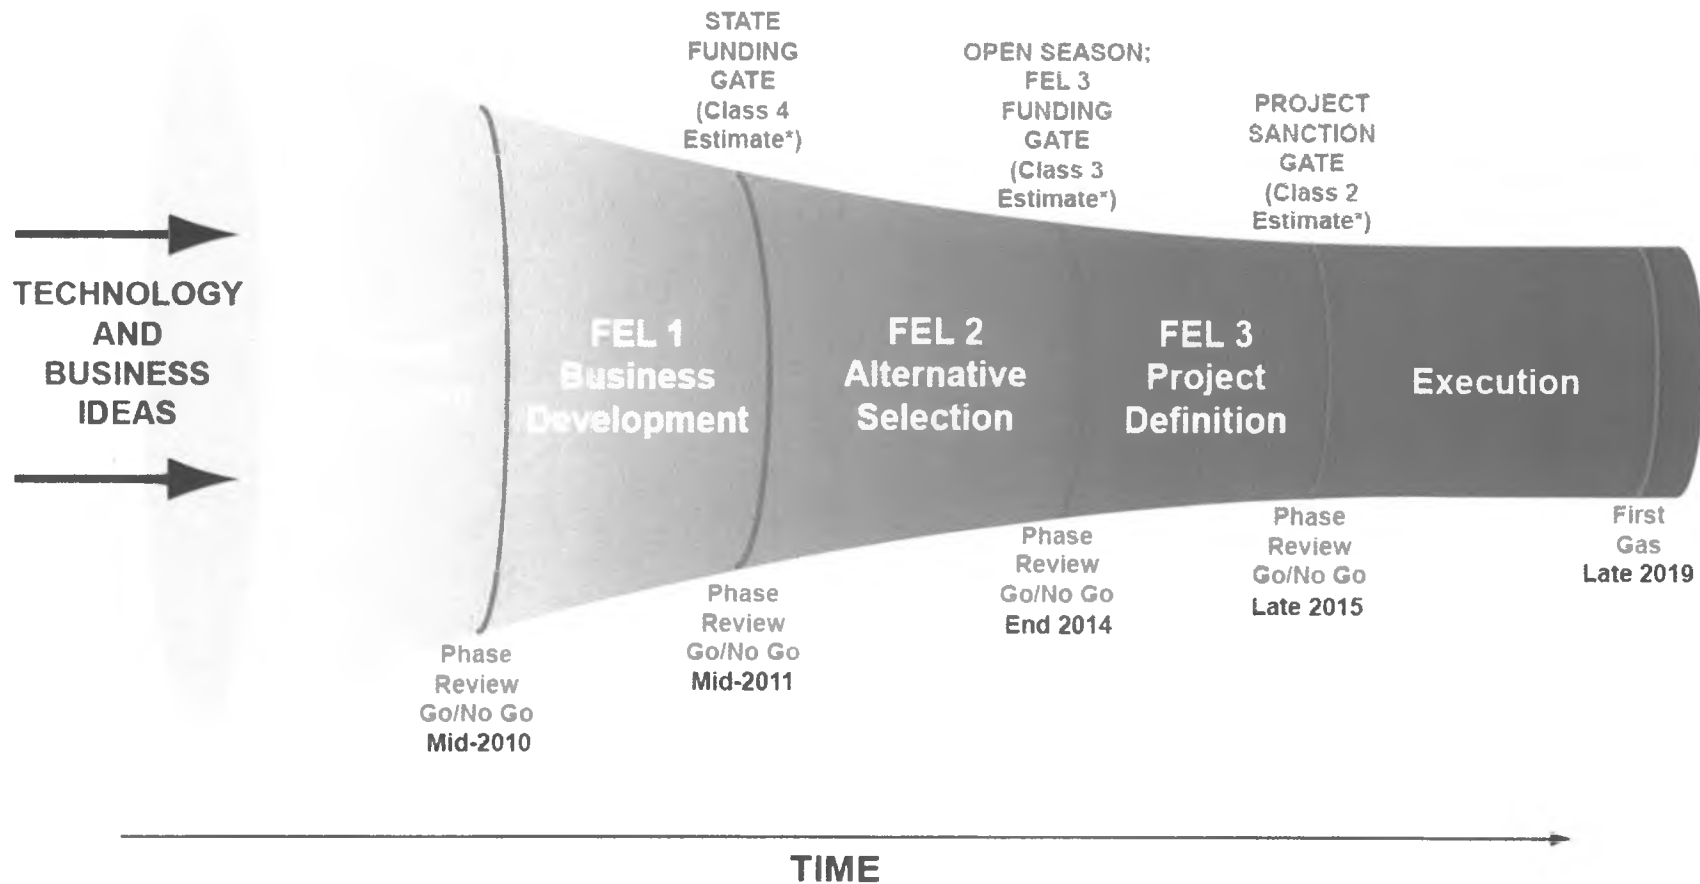 STATE
FUNDING
GATE
(Class 4
Estimate*)
OPEN SEASON;
FEL 3
FUNDING
GATE
(Class 3
Estimate*)
PROJECT
SANCTION
GATE
(Class 2
Estimate*)
TECHNOLOGY
AND
BUSINESS
IDEAS
FEL 1
Business
Development
FEL 2
Alternative
Selection
FEL 3
Project
Definition
Execution
Phase
Review
Go/No Go
Mid-2010
Phase
Review
Go/No Go
Mid-2011
Phase
Review
Go/No Go
End 2014
Phase
Review
Go/No Go
Late 2015
First
Gas
Late 2019
TIME